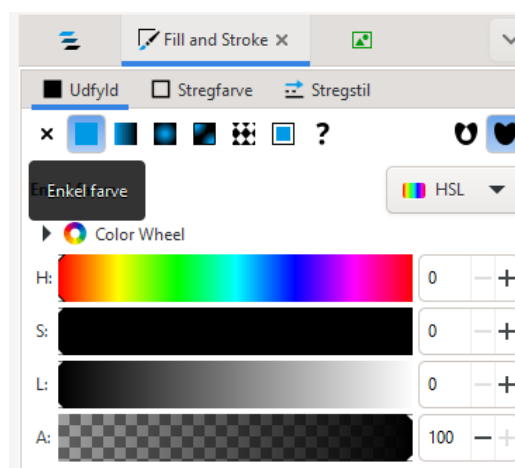 Fill and Stroke
Udfyld Stregfarve Stregstil
?
Enkel farve HSL
Color Wheel
H: 0
S: 0
L: 0
A: 100